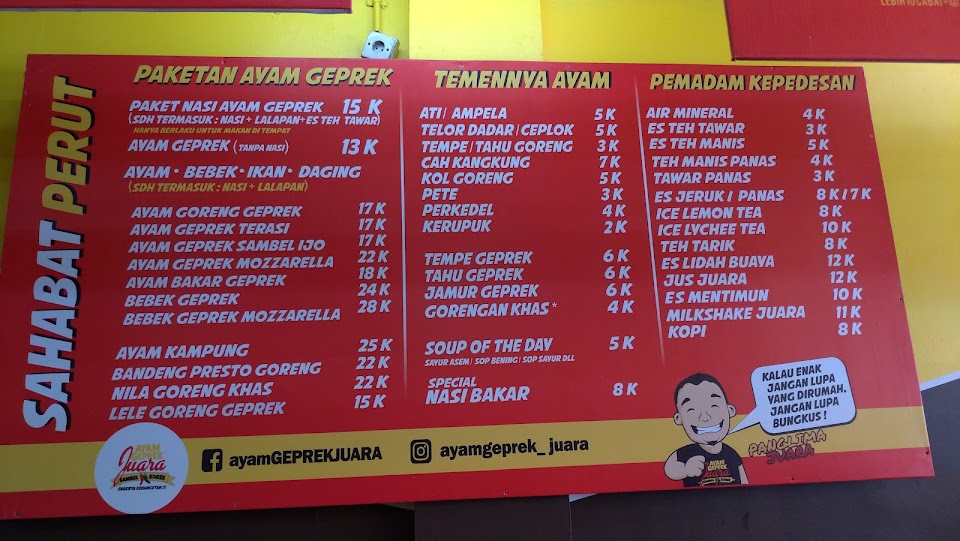 SAHABAT PERUT
PAKETAN AYAM GEPREK
PAKET NASI AYAM GEPREK 15 K
(SDH TERMASUK : NASI + LALAPAN+ES TEH TAWAR)
HANYA BERLAKU UNTUK MAKAN DI TEMPAT
AYAM GEPREK (TANPA NASI) 13 K
AYAM • BEBEK • IKAN • DAGING
(SDH TERMASUK : NASI + LALAPAN)
AYAM GORENG GEPREK 17 K
AYAM GEPREK TERASI 17 K
AYAM GEPREK SAMBEL IJO 17 K
AYAM GEPREK MOZZARELLA 22 K
AYAM BAKAR GEPREK 18 K
BEBEK GEPREK 24 K
BEBEK GEPREK MOZZARELLA 28 K
AYAM KAMPUNG 25 K
BANDENG PRESTO GORENG 22 K
NILA GORENG KHAS 22 K
LELE GORENG GEPREK 15 K
TEMENNYA AYAM
ATI / AMPELA 5 K
TELOR DADAR / CEPLOK 5 K
TEMPE / TAHU GORENG 3 K
CAH KANGKUNG 7 K
KOL GORENG 5 K
PETE 3 K
PERKEDEL 4 K
KERUPUK 2 K
TEMPE GEPREK 6 K
TAHU GEPREK 6 K
JAMUR GEPREK 6 K
GORENGAN KHAS * 4 K
SOUP OF THE DAY 5 K
SAYUR ASEM / SOP BENING / SOP SAYUR DLL
SPECIAL
NASI BAKAR 8 K
PEMADAM KEPEDESAN
AIR MINERAL 4 K
ES TEH TAWAR 3 K
ES TEH MANIS 5 K
TEH MANIS PANAS 4 K
TAWAR PANAS 3 K
ES JERUK / PANAS 8 K / 7 K
ICE LEMON TEA 8 K
ICE LYCHEE TEA 10 K
TEH TARIK 8 K
ES LIDAH BUAYA 12 K
JUS JUARA 12 K
ES MENTIMUN 10 K
MILKSHAKE JUARA 11 K
KOPI 8 K
KALAU ENAK
JANGAN LUPA
YANG DIRUMAH,
JANGAN LUPA
BUNGKUS !
PANGLIMA
JUARA
AYAM
GEPREK
Juara
SAMBEL KOREK
ayamGEPREKJUARA
ayamgeprek_juara
AYAM
GEPREK
Juara